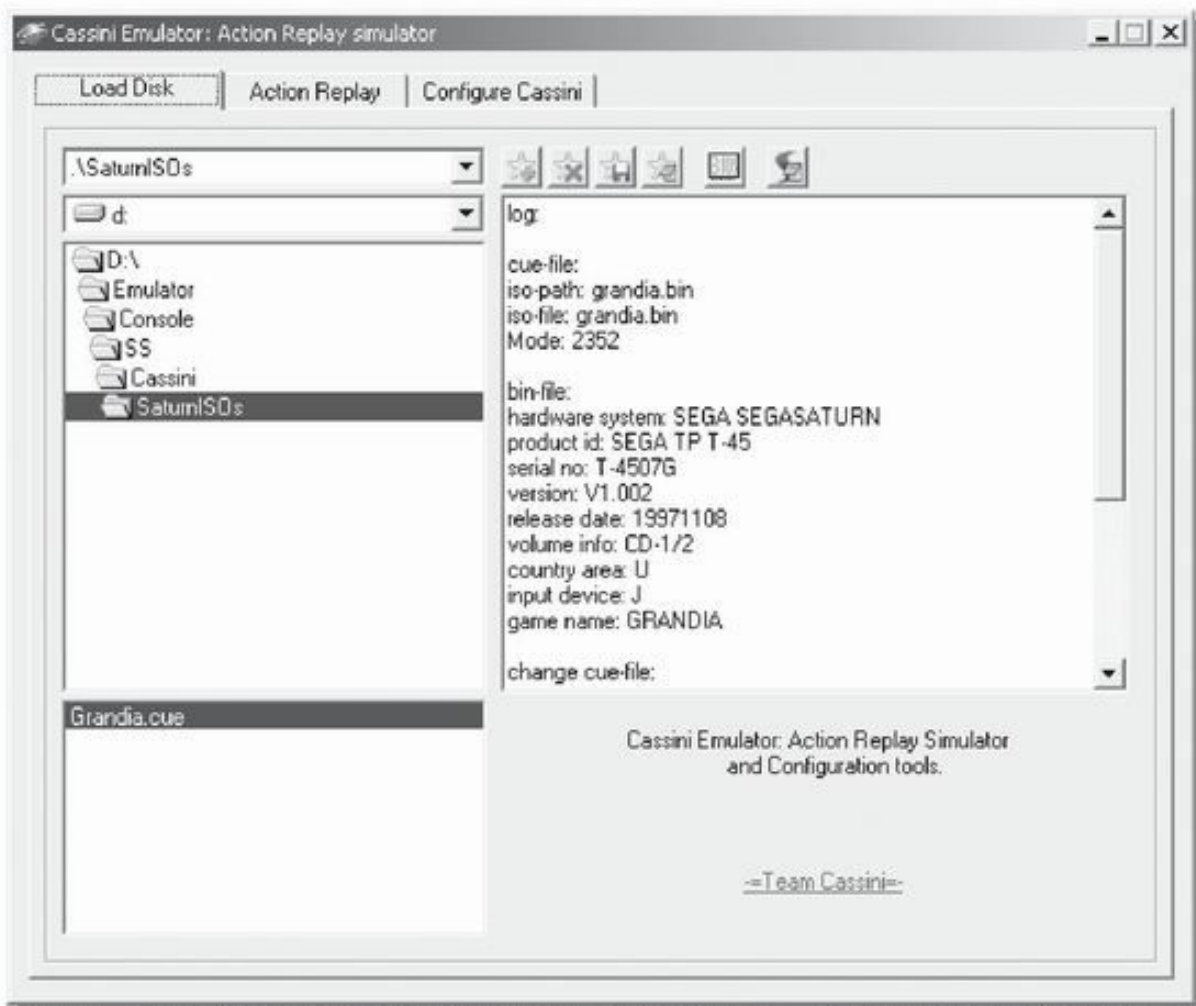 Cassini Emulator: Action Replay simulator
Load Disk
Action Replay
Configure Cassini
.\SaturnISOs
d:
D:\
Emulator
Console
SS
Cassini
SaturnISOs
Grandia.cue
log:
cue-file:
iso-path: grandia.bin
iso-file: grandia.bin
Mode: 2352
bin-file:
hardware system: SEGA SEGASATURN
product id: SEGA TP T-45
serial no: T-4507G
version: V1.002
release date: 19971108
volume info: CD-1/2
country area: U
input device: J
game name: GRANDIA
change cue-file:
Cassini Emulator: Action Replay Simulator
and Configuration tools.
-=Team Cassini=-